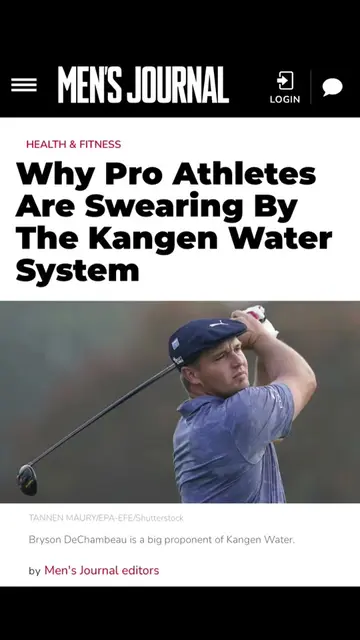 MEN'S JOURNAL
LOGIN
HEALTH & FITNESS
Why Pro Athletes
Are Swearing By
The Kangen Water
System
TANNEN MAURY/EPA-EFE/Shutterstock
Bryson DeChambeau is a big proponent of Kangen Water.
by Men's Journal editors